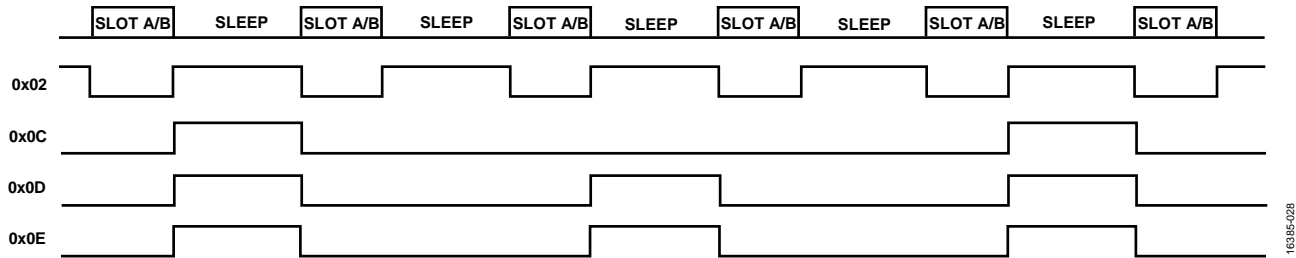 SLOT A/B SLEEP SLOT A/B SLEEP SLOT A/B SLEEP SLOT A/B SLEEP SLOT A/B SLEEP SLOT A/B
0x02
0x0C
0x0D
0x0E
16385-028